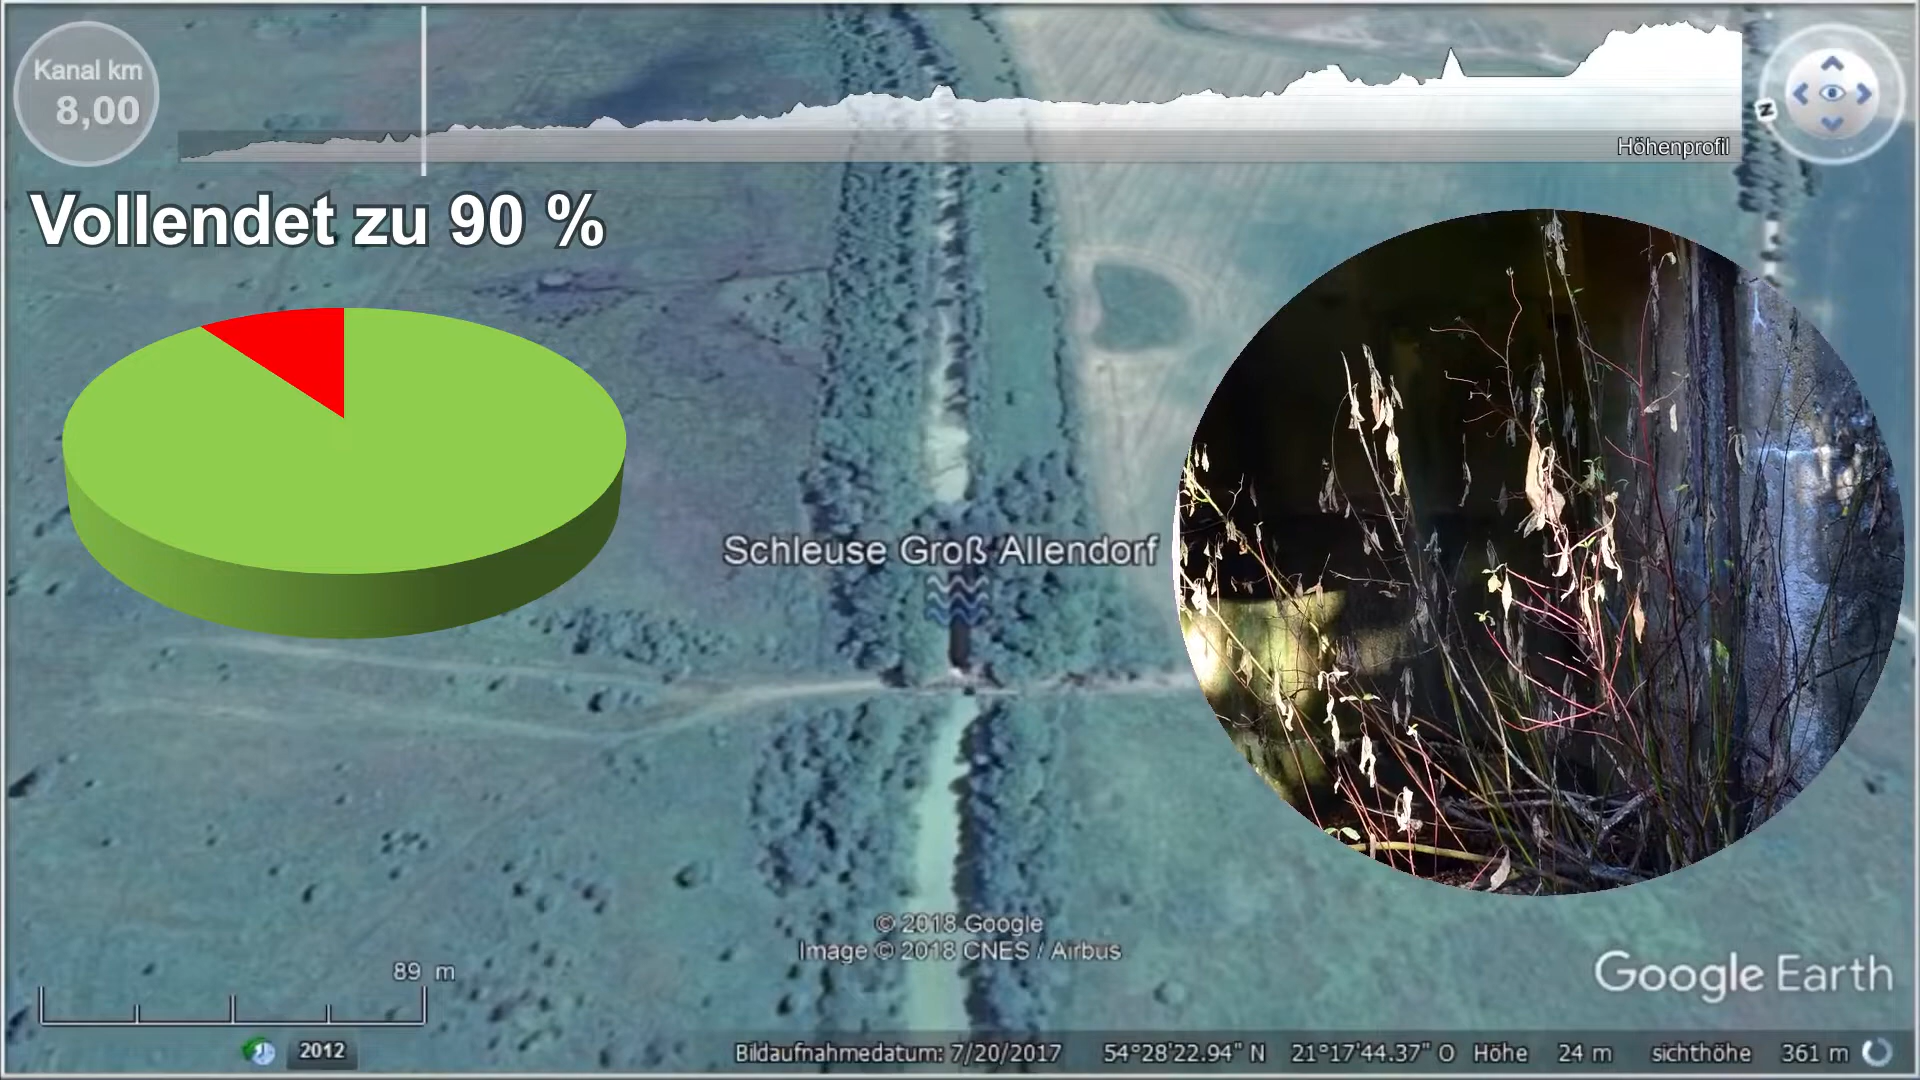 Kanal km
8,00
Höhenprofil
N
Vollendet zu 90 %
Schleuse Groß Allendorf
© 2018 Google
Image © 2018 CNES / Airbus
Google Earth
89 m
2012
Bildaufnahmedatum: 7/20/2017 54°28'22.94" N 21°17'44.37" O Höhe 24 m sichthöhe 361 m